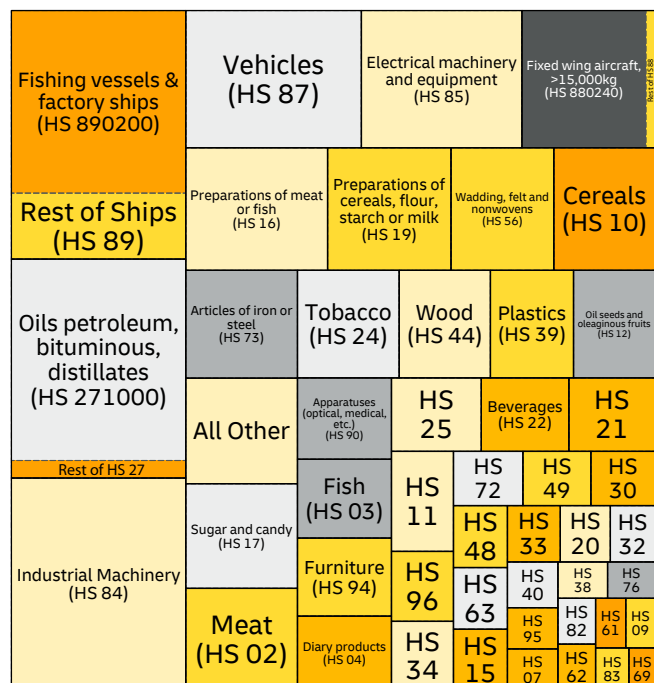 Fishing vessels &
factory ships
(HS 890200)
Rest of Ships
(HS 89)
Oils petroleum,
bituminous,
distillates
(HS 271000)
Rest of HS 27
Industrial Machinery
(HS 84)
Vehicles
(HS 87)
Electrical machinery
and equipment
(HS 85)
Fixed wing aircraft,
>15,000kg
(HS 880240)
Rest of HS 88
Preparations of meat
or fish
(HS 16)
Preparations of
cereals, flour,
starch or milk
(HS 19)
Wadding, felt and
nonwovens
(HS 56)
Cereals
(HS 10)
Articles of iron or
steel
(HS 73)
Tobacco
(HS 24)
Wood
(HS 44)
Plastics
(HS 39)
Oil seeds and
oleaginous fruits
(HS 12)
All Other
Sugar and candy
(HS 17)
Meat
(HS 02)
Apparatuses
(optical, medical,
etc.)
(HS 90)
Fish
(HS 03)
Furniture
(HS 94)
Diary products
(HS 04)
HS
25
Beverages
(HS 22)
HS
21
HS
11
HS
96
HS
34
HS
72
HS
49
HS
30
HS
48
HS
33
HS
20
HS
32
HS
63
HS
40
HS
38
HS
76
HS
15
HS
95
HS
82
HS
61
HS
09
HS
07
HS
62
HS
83
HS
69